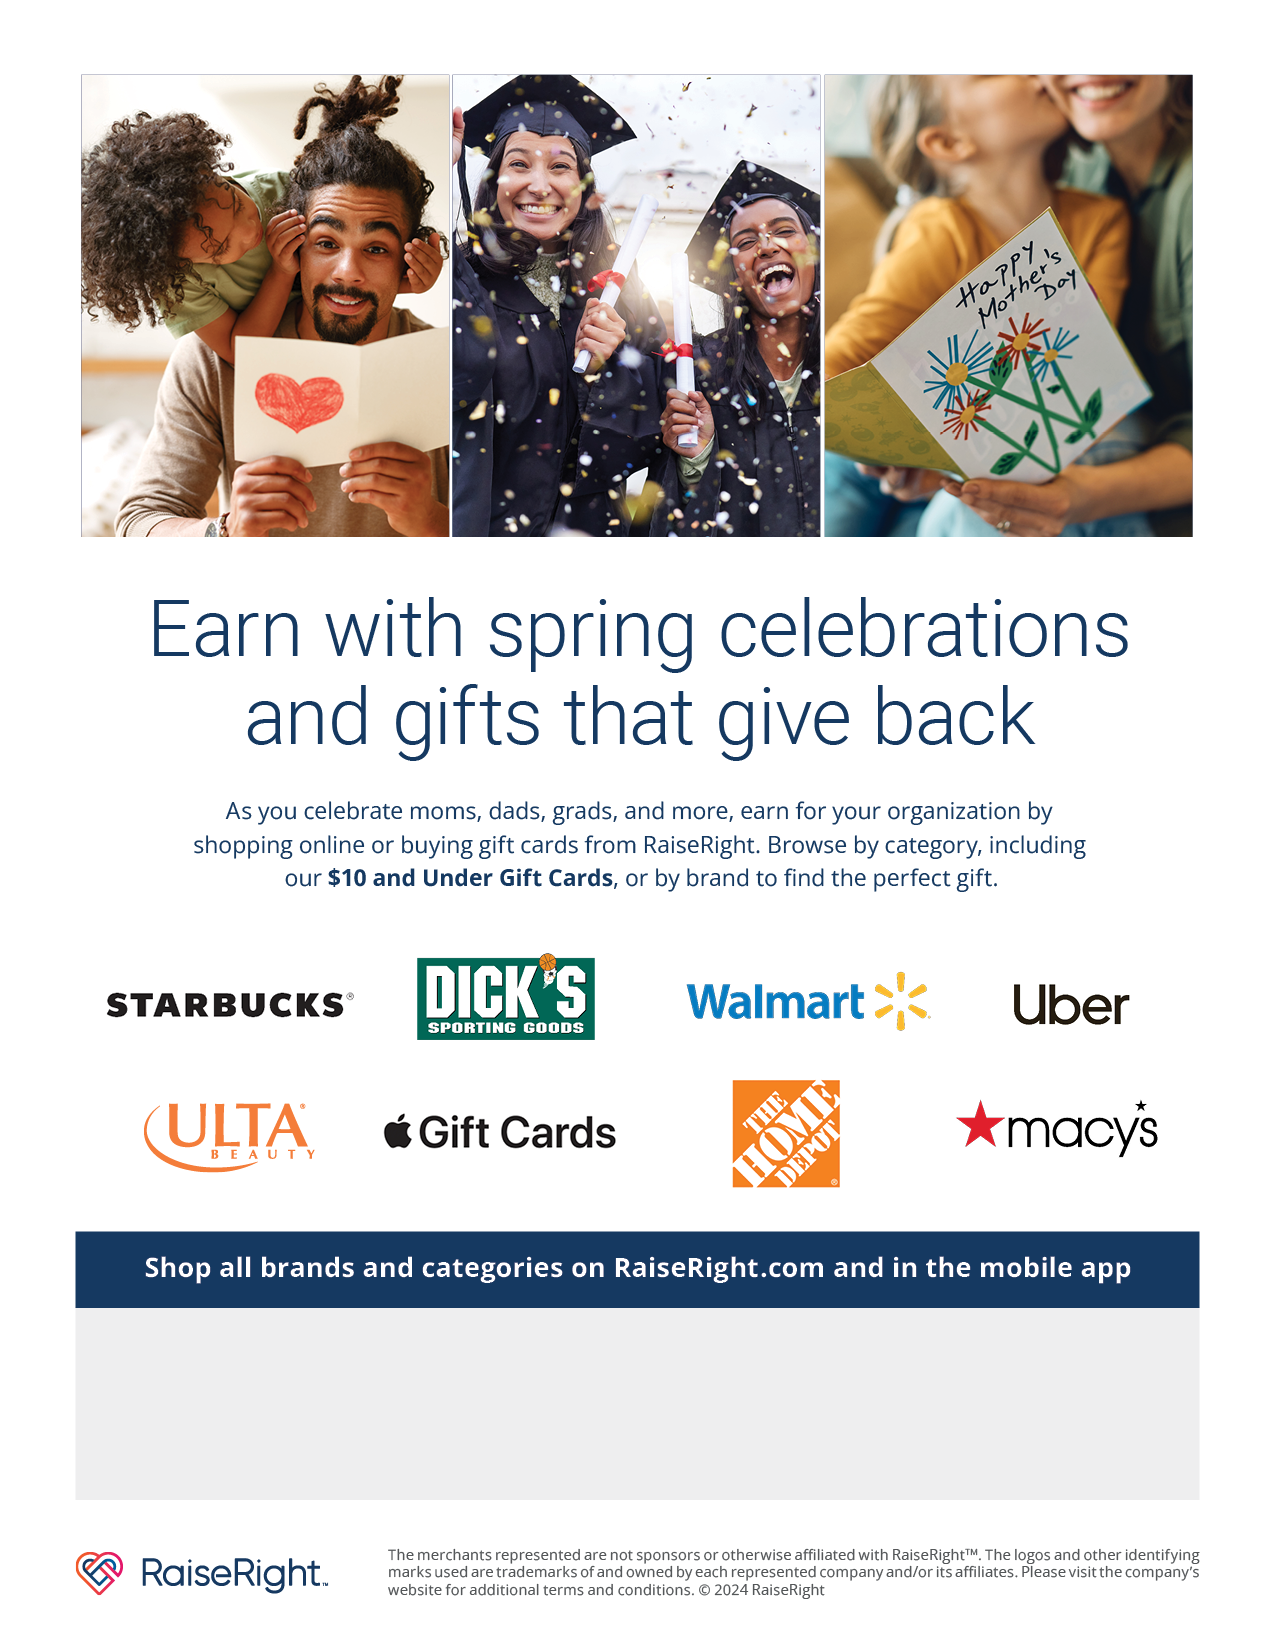 Happy
Mother's
Day
Earn with spring celebrations
and gifts that give back
As you celebrate moms, dads, grads, and more, earn for your organization by
shopping online or buying gift cards from RaiseRight. Browse by category, including
our $10 and Under Gift Cards, or by brand to find the perfect gift.
STARBUCKS®
DICK'S
SPORTING GOODS
Walmart
Uber
ULTA®
BEAUTY
Gift Cards
THE
HOME
DEPOT®
macy's
Shop all brands and categories on RaiseRight.com and in the mobile app
RaiseRight™
The merchants represented are not sponsors or otherwise affiliated with RaiseRight™. The logos and other identifying
marks used are trademarks of and owned by each represented company and/or its affiliates. Please visit the company's
website for additional terms and conditions. © 2024 RaiseRight